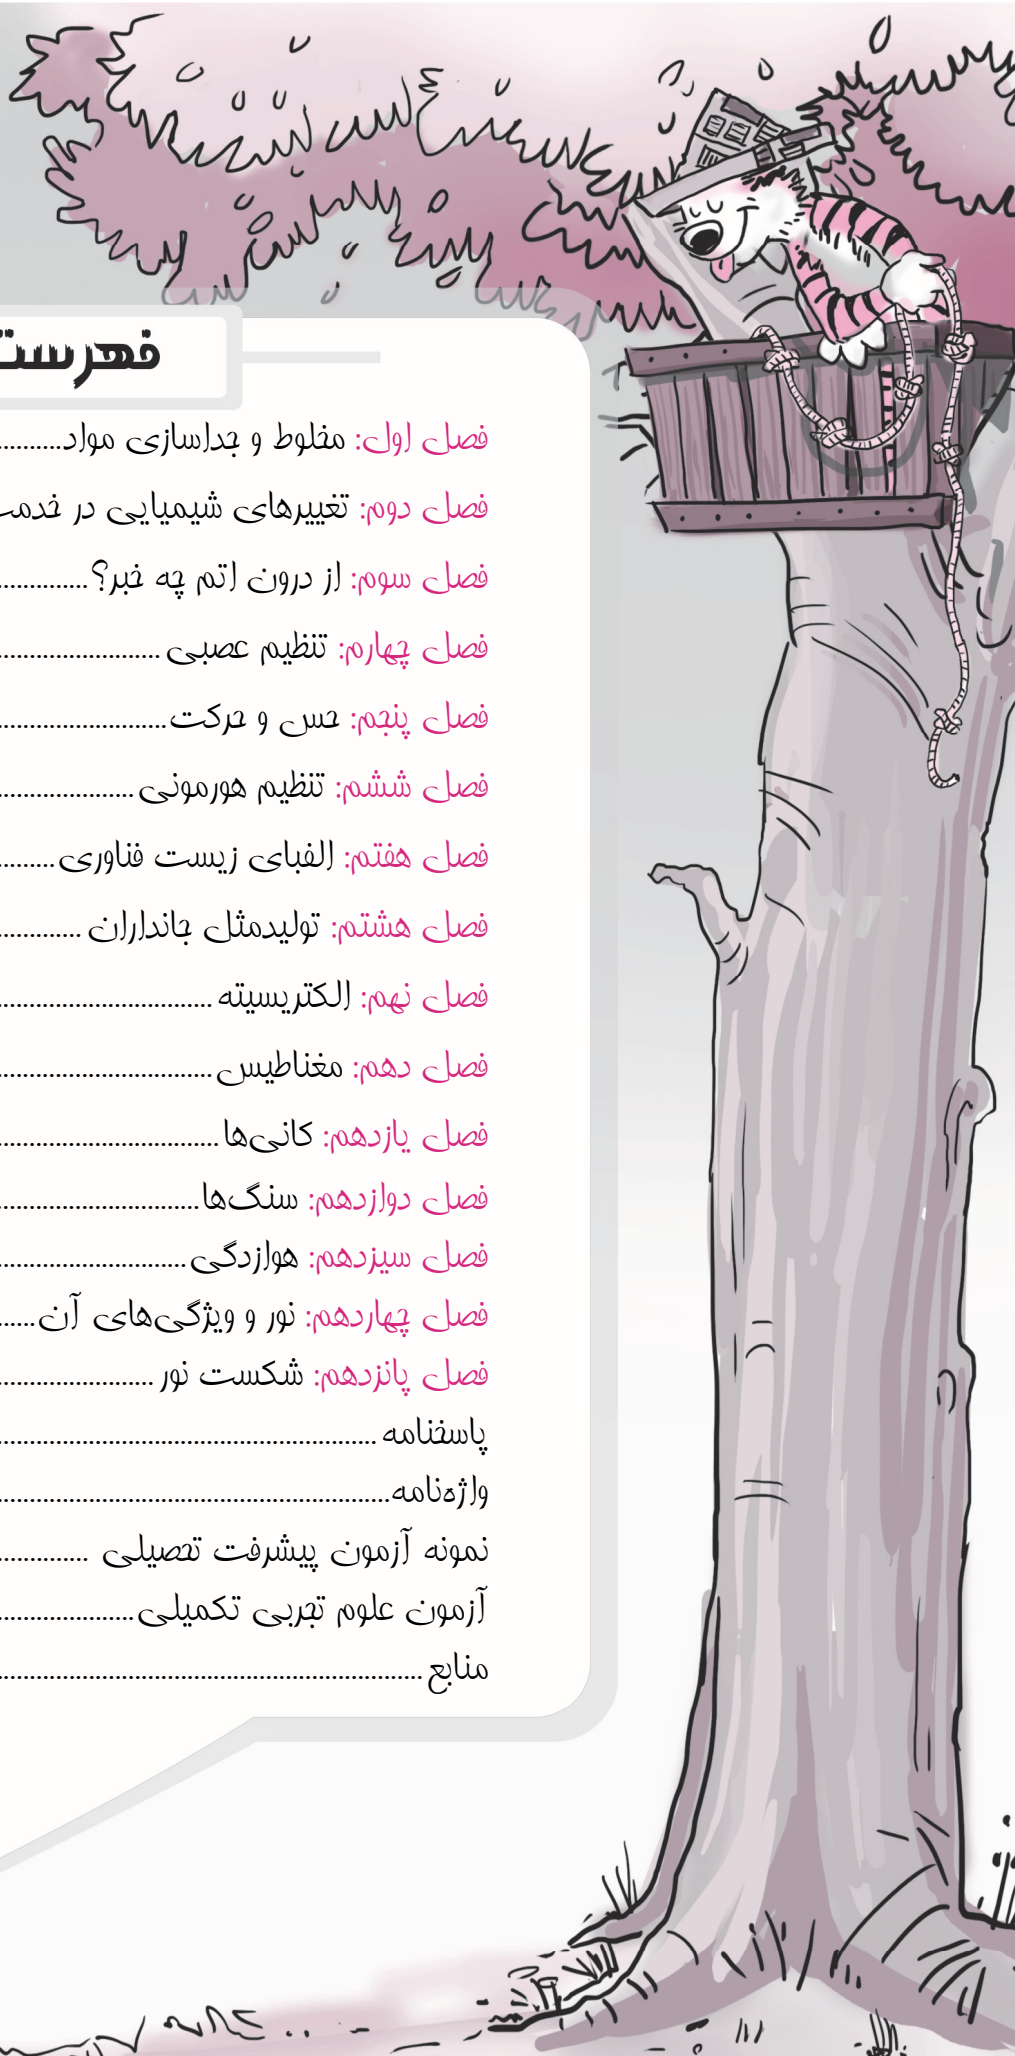 فهرست
فصل اول: مخلوط و جداسازی مواد
فصل دوم: تغییرهای شیمیایی در خدمت
فصل سوم: از درون اتم چه خبر؟
فصل چهارم: تنظیم عصبی
فصل پنجم: حس و حرکت
فصل ششم: تنظیم هورمونی
فصل هفتم: الفبای زیست فناوری
فصل هشتم: تولیدمثل جانداران
فصل نهم: الکتریسیته
فصل دهم: مغناطیس
فصل یازدهم: کانی‌ها
فصل دوازدهم: سنگ‌ها
فصل سیزدهم: هوازدگی
فصل چهاردهم: نور و ویژگی‌های آن
فصل پانزدهم: شکست نور
پاسخنامه
واژه‌نامه
نمونه آزمون پیشرفت تحصیلی
آزمون علوم تجربی تکمیلی
منابع